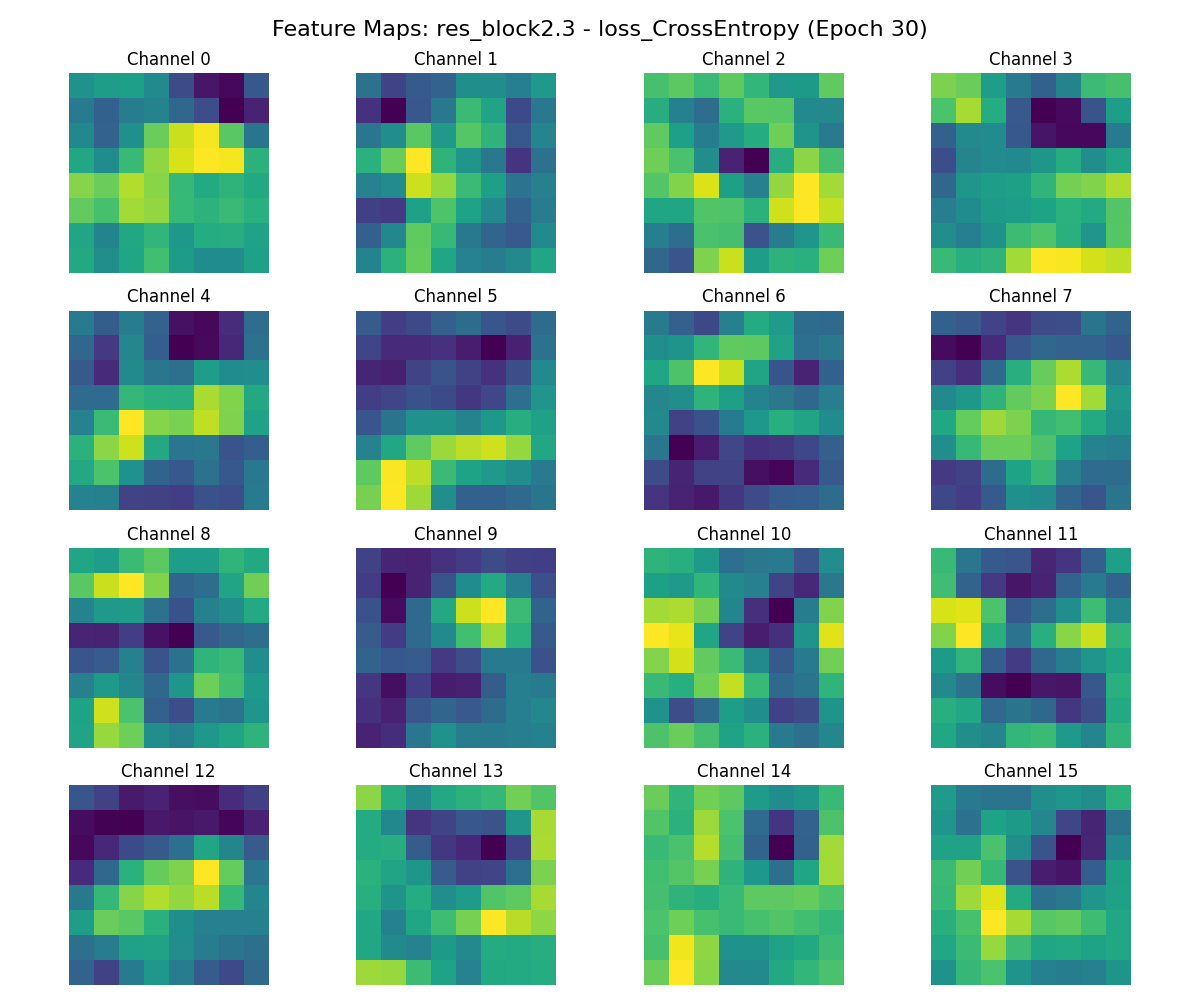 Feature Maps: res_block2.3 - loss_CrossEntropy (Epoch 30)
Channel 0
Channel 1
Channel 2
Channel 3
Channel 4
Channel 5
Channel 6
Channel 7
Channel 8
Channel 9
Channel 10
Channel 11
Channel 12
Channel 13
Channel 14
Channel 15